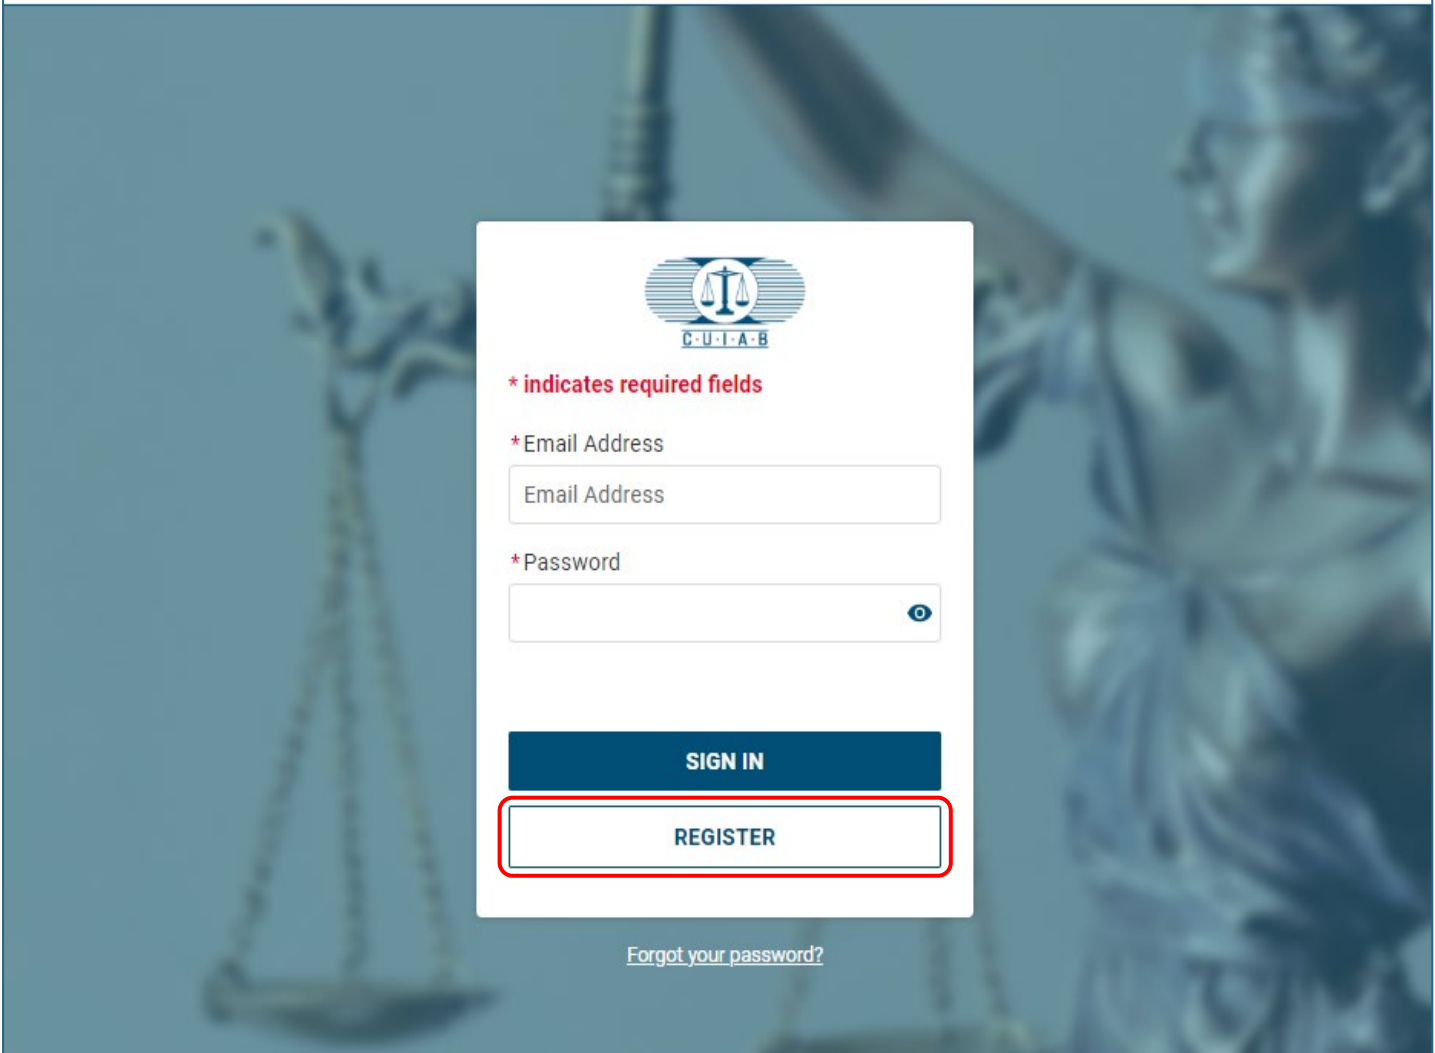 C·U·I·A·B
* indicates required fields
*Email Address
Email Address
*Password
SIGN IN
REGISTER
Forgot your password?